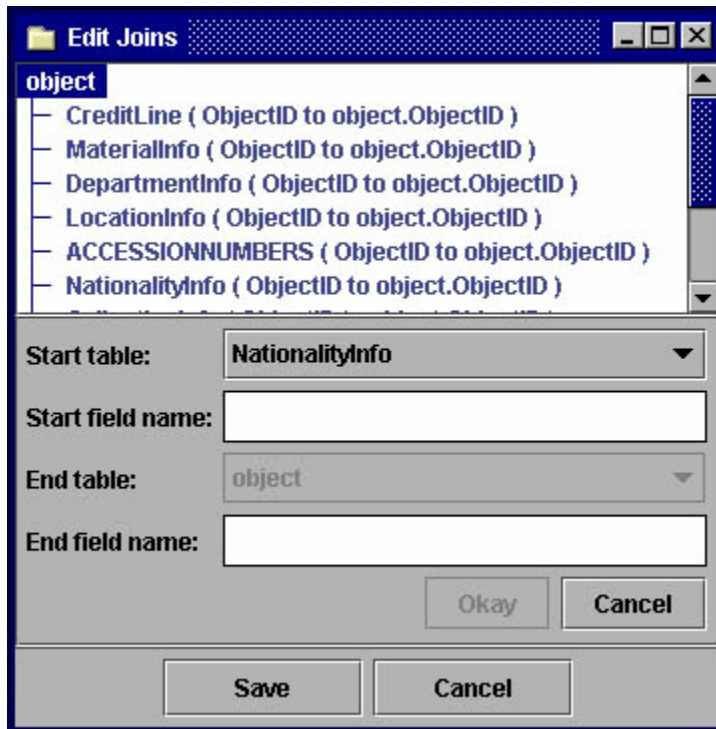 Edit Joins
object
CreditLine ( ObjectID to object.ObjectID )
MaterialInfo ( ObjectID to object.ObjectID )
DepartmentInfo ( ObjectID to object.ObjectID )
LocationInfo ( ObjectID to object.ObjectID )
ACCESSIONNUMBERS ( ObjectID to object.ObjectID )
NationalityInfo ( ObjectID to object.ObjectID )
Start table: NationalityInfo
Start field name:
End table: object
End field name:
Okay Cancel
Save Cancel